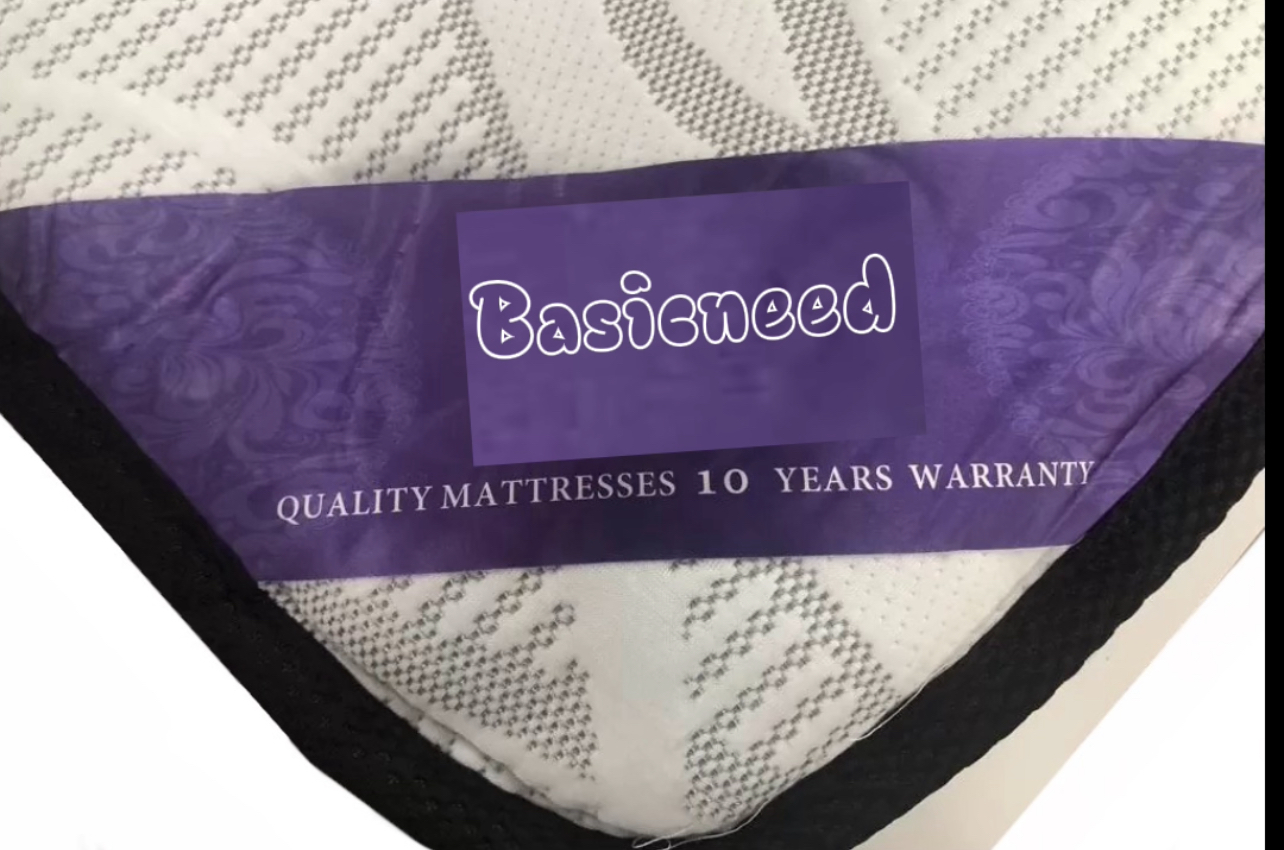 Basicneed
QUALITY MATTRESSES 10 YEARS WARRANTY